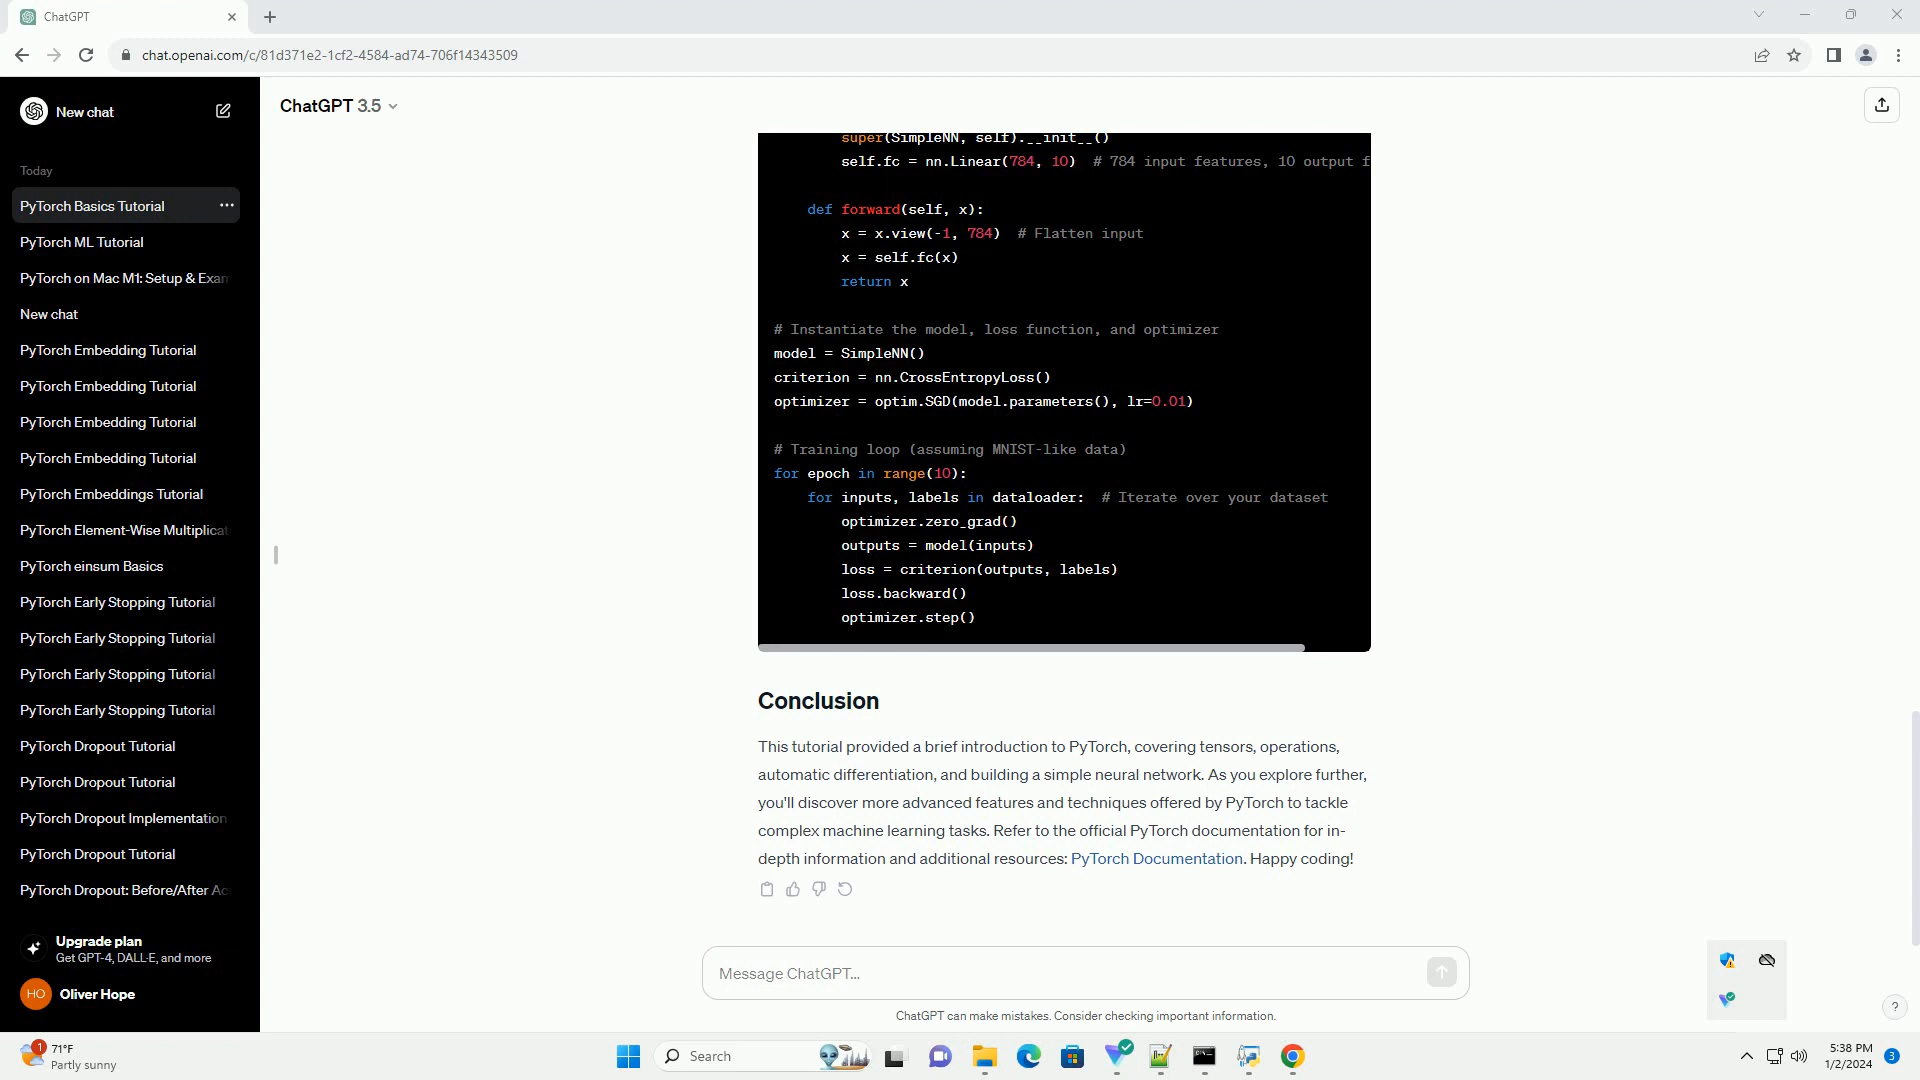 ChatGPT
chat.openai.com/c/81d371e2-1cf2-4584-ad74-706f14343509
New chat
Today
PyTorch Basics Tutorial
PyTorch ML Tutorial
PyTorch on Mac M1: Setup & Exam
New chat
PyTorch Embedding Tutorial
PyTorch Embedding Tutorial
PyTorch Embedding Tutorial
PyTorch Embedding Tutorial
PyTorch Embeddings Tutorial
PyTorch Element-Wise Multiplicat
PyTorch einsum Basics
PyTorch Early Stopping Tutorial
PyTorch Early Stopping Tutorial
PyTorch Early Stopping Tutorial
PyTorch Early Stopping Tutorial
PyTorch Dropout Tutorial
PyTorch Dropout Tutorial
PyTorch Dropout Implementation
PyTorch Dropout Tutorial
PyTorch Dropout: Before/After Ac
Upgrade plan
Get GPT-4, DALL·E, and more
HO Oliver Hope
ChatGPT 3.5
super(SimpleNN, self).__init__()
self.fc = nn.Linear(784, 10)  # 784 input features, 10 output f
def forward(self, x):
x = x.view(-1, 784)  # Flatten input
x = self.fc(x)
return x
# Instantiate the model, loss function, and optimizer
model = SimpleNN()
criterion = nn.CrossEntropyLoss()
optimizer = optim.SGD(model.parameters(), lr=0.01)
# Training loop (assuming MNIST-like data)
for epoch in range(10):
for inputs, labels in dataloader:  # Iterate over your dataset
optimizer.zero_grad()
outputs = model(inputs)
loss = criterion(outputs, labels)
loss.backward()
optimizer.step()
Conclusion
This tutorial provided a brief introduction to PyTorch, covering tensors, operations,
automatic differentiation, and building a simple neural network. As you explore further,
you'll discover more advanced features and techniques offered by PyTorch to tackle
complex machine learning tasks. Refer to the official PyTorch documentation for in-
depth information and additional resources: PyTorch Documentation. Happy coding!
Message ChatGPT...
ChatGPT can make mistakes. Consider checking important information.
?
1
71°F
Partly sunny
Search
5:38 PM
1/2/2024
3